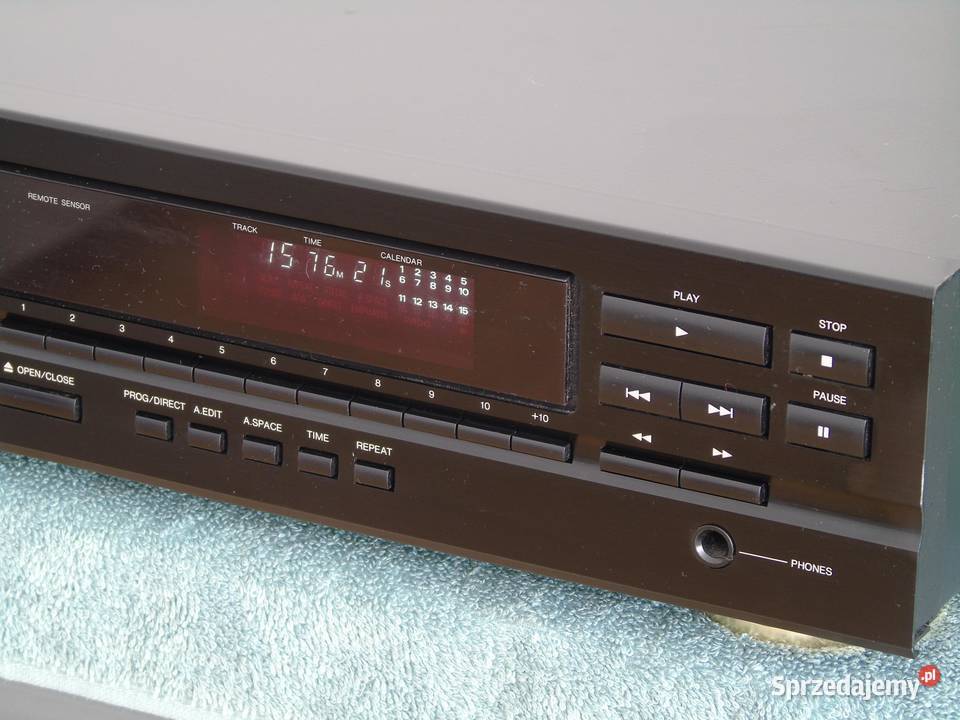 REMOTE SENSOR
TRACK TIME CALENDAR
15 76M 21S
1 2 3 4 5
6 7 8 9 10
11 12 13 14 15
1 2 3 4 5 6 7 8 9 10 +10
OPEN/CLOSE
PROG/DIRECT A.EDIT A.SPACE TIME REPEAT
PLAY
STOP
PAUSE
PHONES
Sprzedajemy.pl